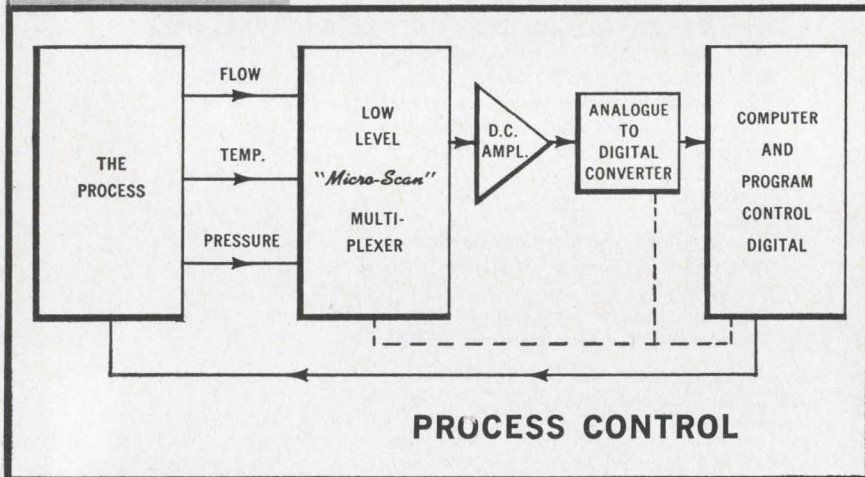 THE
PROCESS
FLOW
TEMP.
PRESSURE
LOW
LEVEL
"Micro-Scan"
MULTI-
PLEXER
D.C.
AMPL.
ANALOGUE
TO
DIGITAL
CONVERTER
COMPUTER
AND
PROGRAM
CONTROL
DIGITAL
PROCESS CONTROL